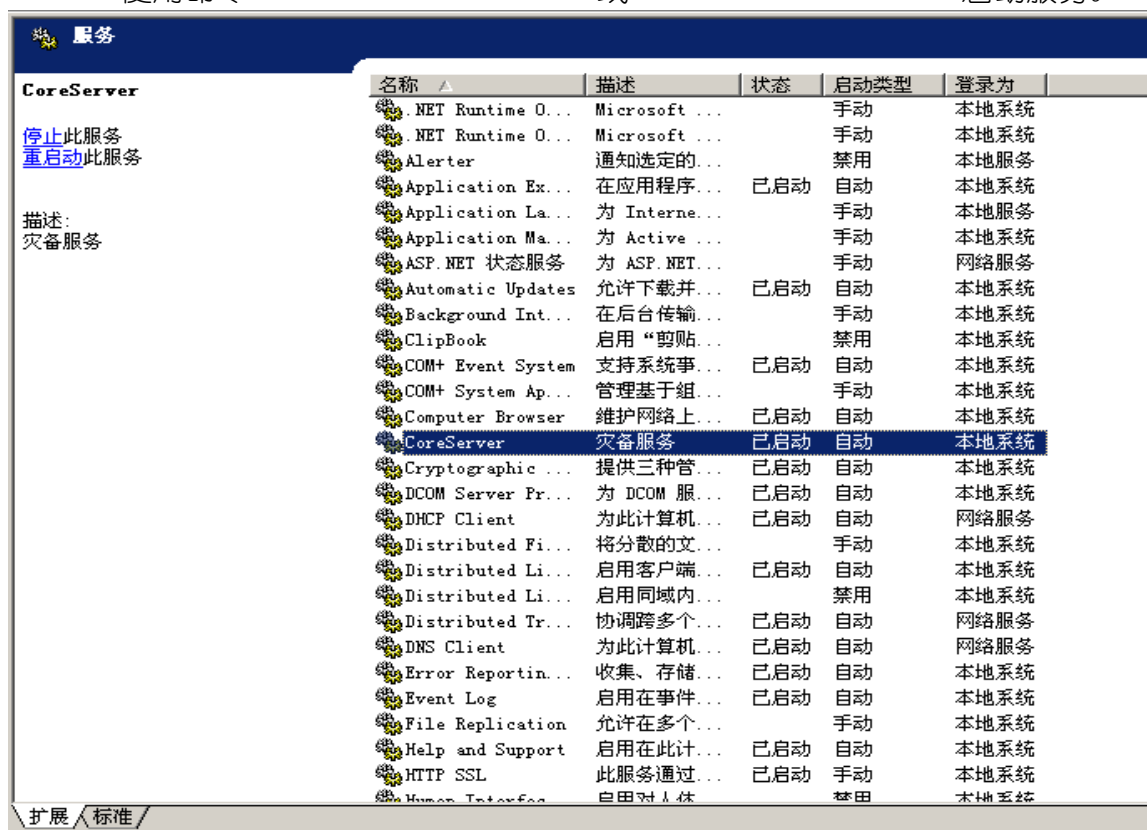 服务
CoreServer
停止此服务
重启动此服务
描述:
灾备服务
名称 描述 状态 启动类型 登录为
.NET Runtime O... Microsoft ... 手动 本地系统
.NET Runtime O... Microsoft ... 手动 本地系统
Alerter 通知选定的... 禁用 本地服务
Application Ex... 在应用程序... 已启动 自动 本地系统
Application La... 为 Interne... 手动 本地服务
Application Ma... 为 Active ... 手动 本地系统
ASP.NET 状态服务 为 ASP.NET... 手动 网络服务
Automatic Updates 允许下载并... 已启动 自动 本地系统
Background Int... 在后台传输... 手动 本地系统
ClipBook 启用“剪贴... 禁用 本地系统
COM+ Event System 支持系统事... 已启动 自动 本地系统
COM+ System Ap... 管理基于组... 手动 本地系统
Computer Browser 维护网络上... 已启动 自动 本地系统
CoreServer 灾备服务 已启动 自动 本地系统
Cryptographic ... 提供三种管... 已启动 自动 本地系统
DCOM Server Pr... 为 DCOM 服... 已启动 自动 本地系统
DHCP Client 为此计算机... 已启动 自动 网络服务
Distributed Fi... 将分散的文... 手动 本地系统
Distributed Li... 启用客户端... 已启动 自动 本地系统
Distributed Li... 启用同域内... 禁用 本地系统
Distributed Tr... 协调跨多个... 已启动 自动 网络服务
DNS Client 为此计算机... 已启动 自动 网络服务
Error Reportin... 收集、存储... 已启动 自动 本地系统
Event Log 启用在事件... 已启动 自动 本地系统
File Replication 允许在多个... 手动 本地系统
Help and Support 启用在此计... 已启动 自动 本地系统
HTTP SSL 此服务通过... 已启动 手动 本地系统
Human Interfac 启用对人体 禁用 本地系统
扩展 标准